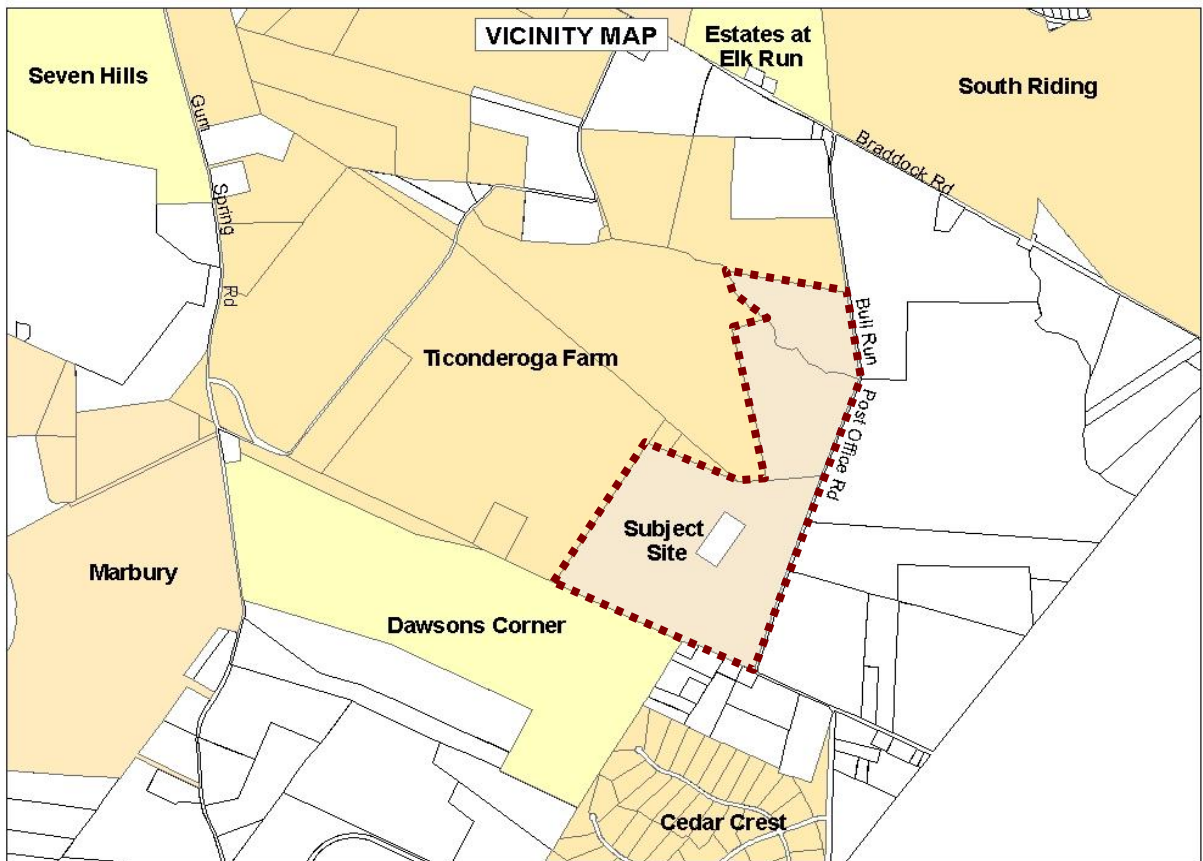 VICINITY MAP
Estates at
Elk Run
Seven Hills
South Riding
Gum
Spring
Rd
Braddock Rd
Bull Run
Post Office Rd
Ticonderoga Farm
Subject
Site
Marbury
Dawsons Corner
Cedar Crest